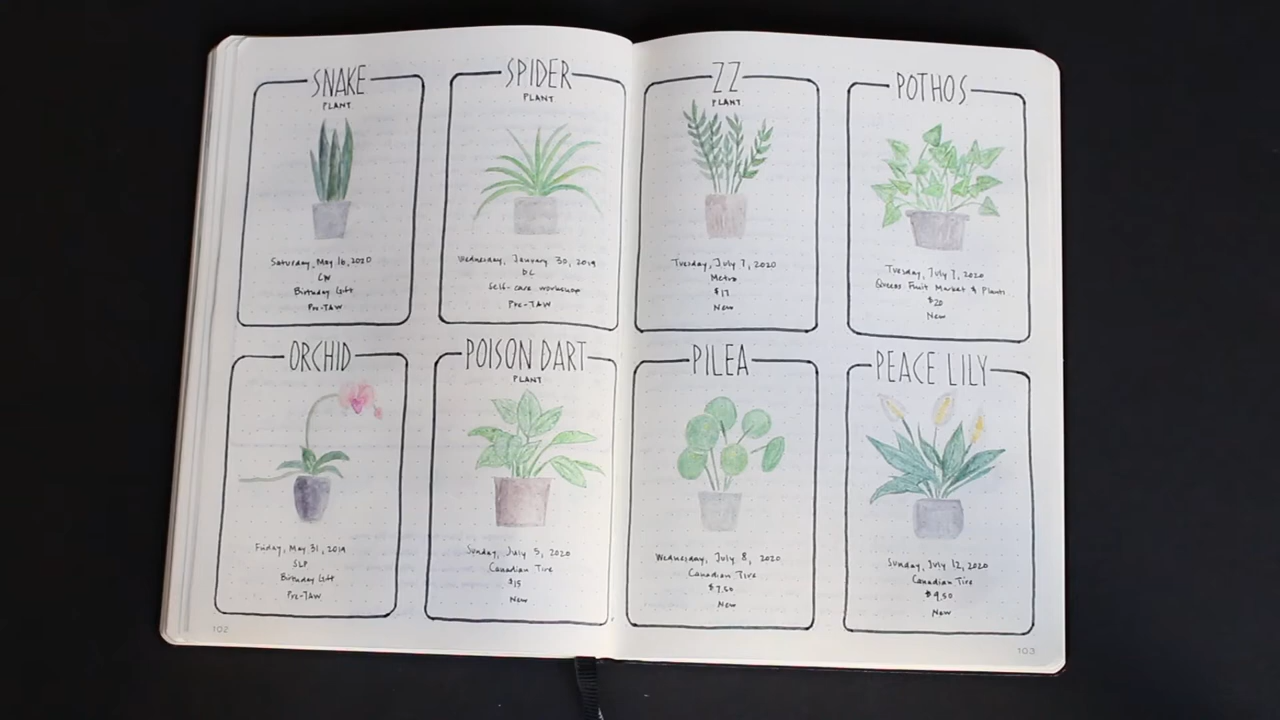 SNAKE
PLANT
Saturday, May 16, 2020
LN
Birthday Gift
Pre-TAW
SPIDER
PLANT
Wednesday, January 30, 2019
DL
Self-care workshop
Pre-TAW
ZZ
PLANT
Tuesday, July 7, 2020
Metro
$17
New
POTHOS
Tuesday, July 7, 2020
Fruit Market & Plants
$20
New
ORCHID
Friday, May 31, 2019
SLP
Birthday Gift
Pre-TAW
POISON DART
PLANT
Sunday, July 5, 2020
Canadian Tire
$15
New
PILEA
Wednesday, July 8, 2020
Canadian Tire
$7.50
New
PEACE LILY
Sunday, July 12, 2020
Canadian Tire
$9.50
New
102
103